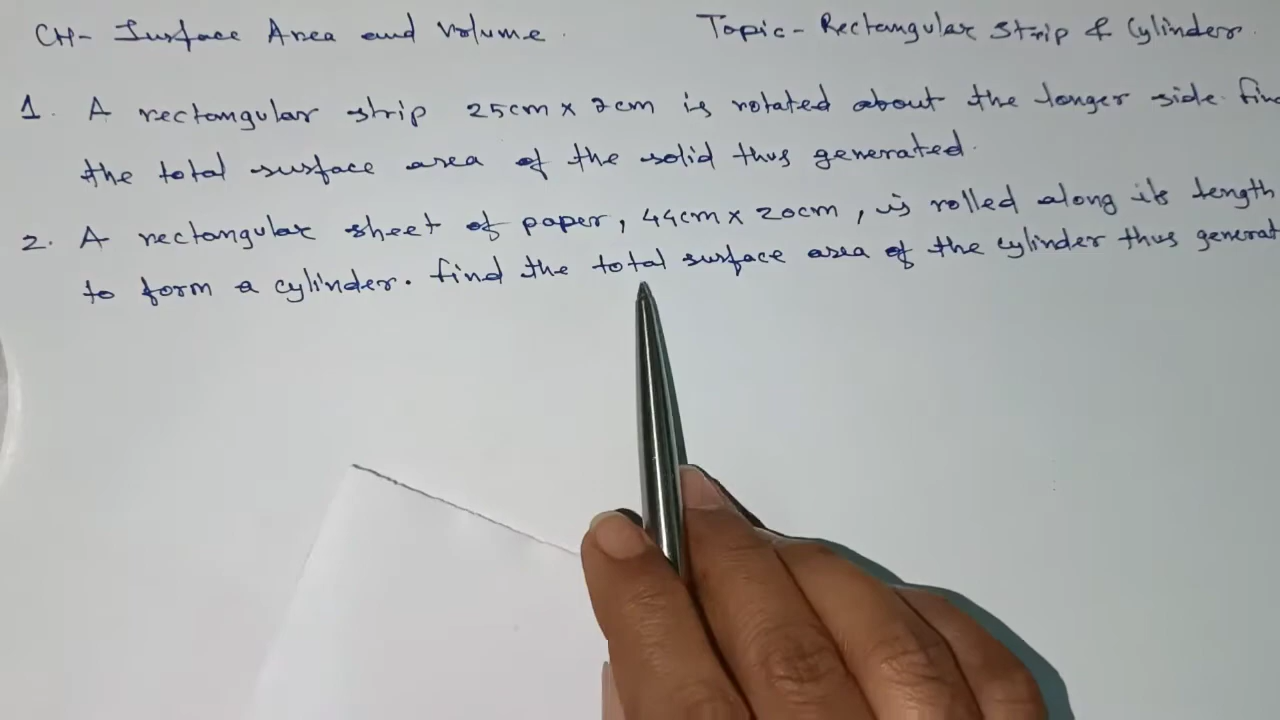 CH- Surface Area and Volume.
Topic - Rectangular Strip & Cylinder.
1. A rectangular strip 25cm x 7cm is rotated about the longer side. Find
the total surface area of the solid thus generated.
2. A rectangular sheet of paper, 44cm x 20cm, is rolled along its length
to form a cylinder. Find the total surface area of the cylinder thus generat